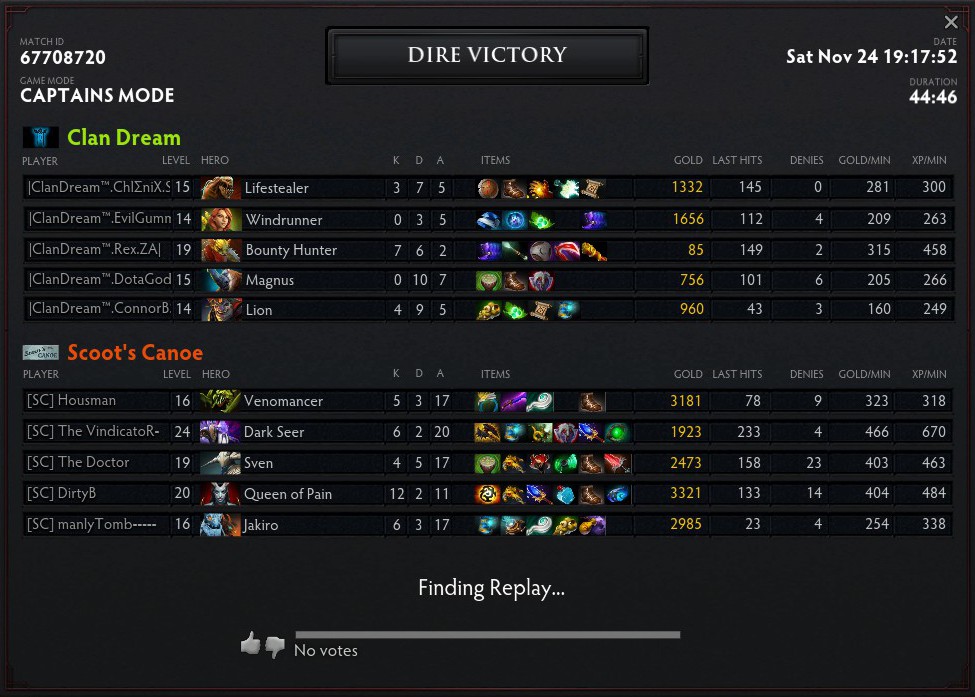 MATCH ID
67708720
GAME MODE
CAPTAINS MODE
DIRE VICTORY
DATE
Sat Nov 24 19:17:52
DURATION
44:46
Clan Dream
PLAYER LEVEL HERO K D A ITEMS GOLD LAST HITS DENIES GOLD/MIN XP/MIN
|ClanDream™.ChlΣniX.S 15 Lifestealer 3 7 5 1332 145 0 281 300
|ClanDream™.EvilGumn 14 Windrunner 0 3 5 1656 112 4 209 263
|ClanDream™.Rex.ZA| 19 Bounty Hunter 7 6 2 85 149 2 315 458
|ClanDream™.DotaGod 15 Magnus 0 10 7 756 101 6 205 266
|ClanDream™.ConnorB 14 Lion 4 9 5 960 43 3 160 249
Scoot's Canoe
PLAYER LEVEL HERO K D A ITEMS GOLD LAST HITS DENIES GOLD/MIN XP/MIN
[SC] Housman 16 Venomancer 5 3 17 3181 78 9 323 318
[SC] The VindicatoR- 24 Dark Seer 6 2 20 1923 233 4 466 670
[SC] The Doctor 19 Sven 4 5 17 2473 158 23 403 463
[SC] DirtyB 20 Queen of Pain 12 2 11 3321 133 14 404 484
[SC] manlyTomb----- 16 Jakiro 6 3 17 2985 23 4 254 338
Finding Replay...
No votes